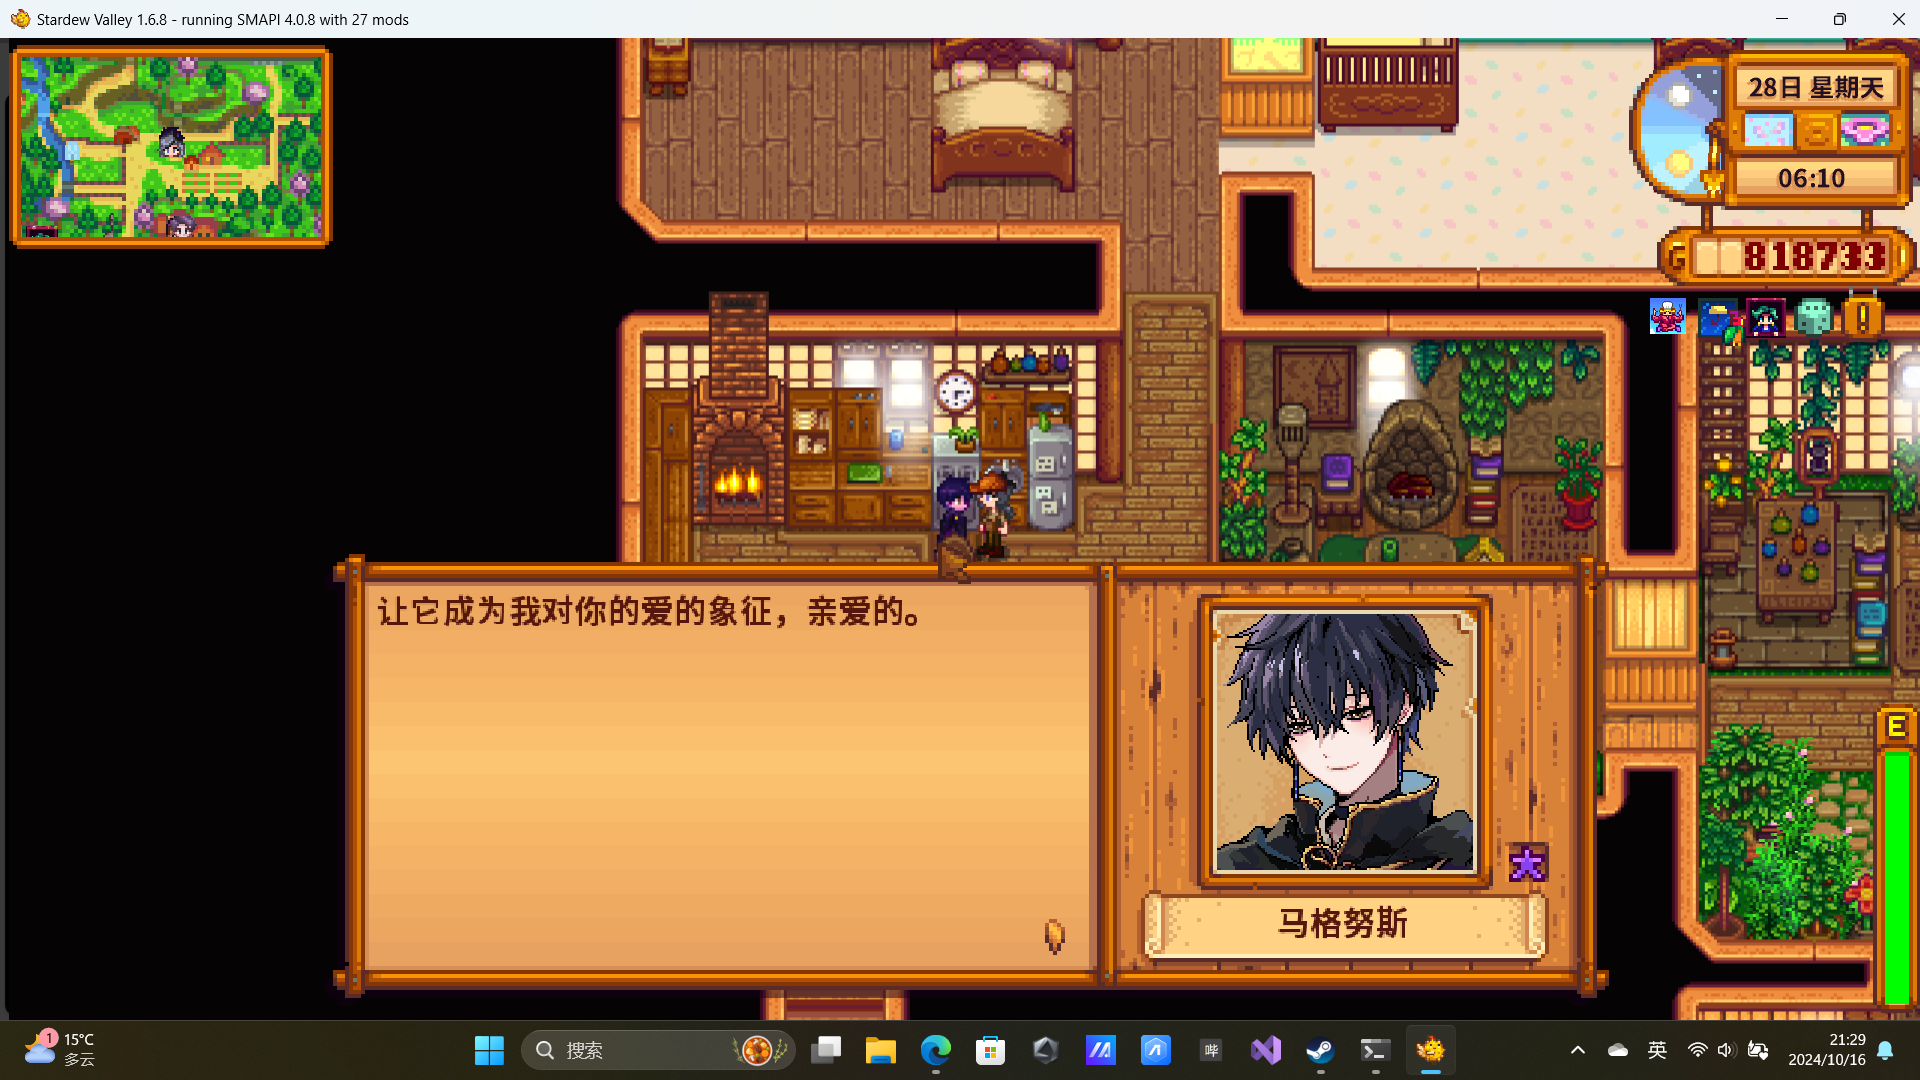 Stardew Valley 1.6.8 - running SMAPI 4.0.8 with 27 mods
28日 星期天
06:10
G 818733
让它成为我对你的爱的象征，亲爱的。
马格努斯
E
1
15°C
多云
搜索
哔
英
21:29
2024/10/16